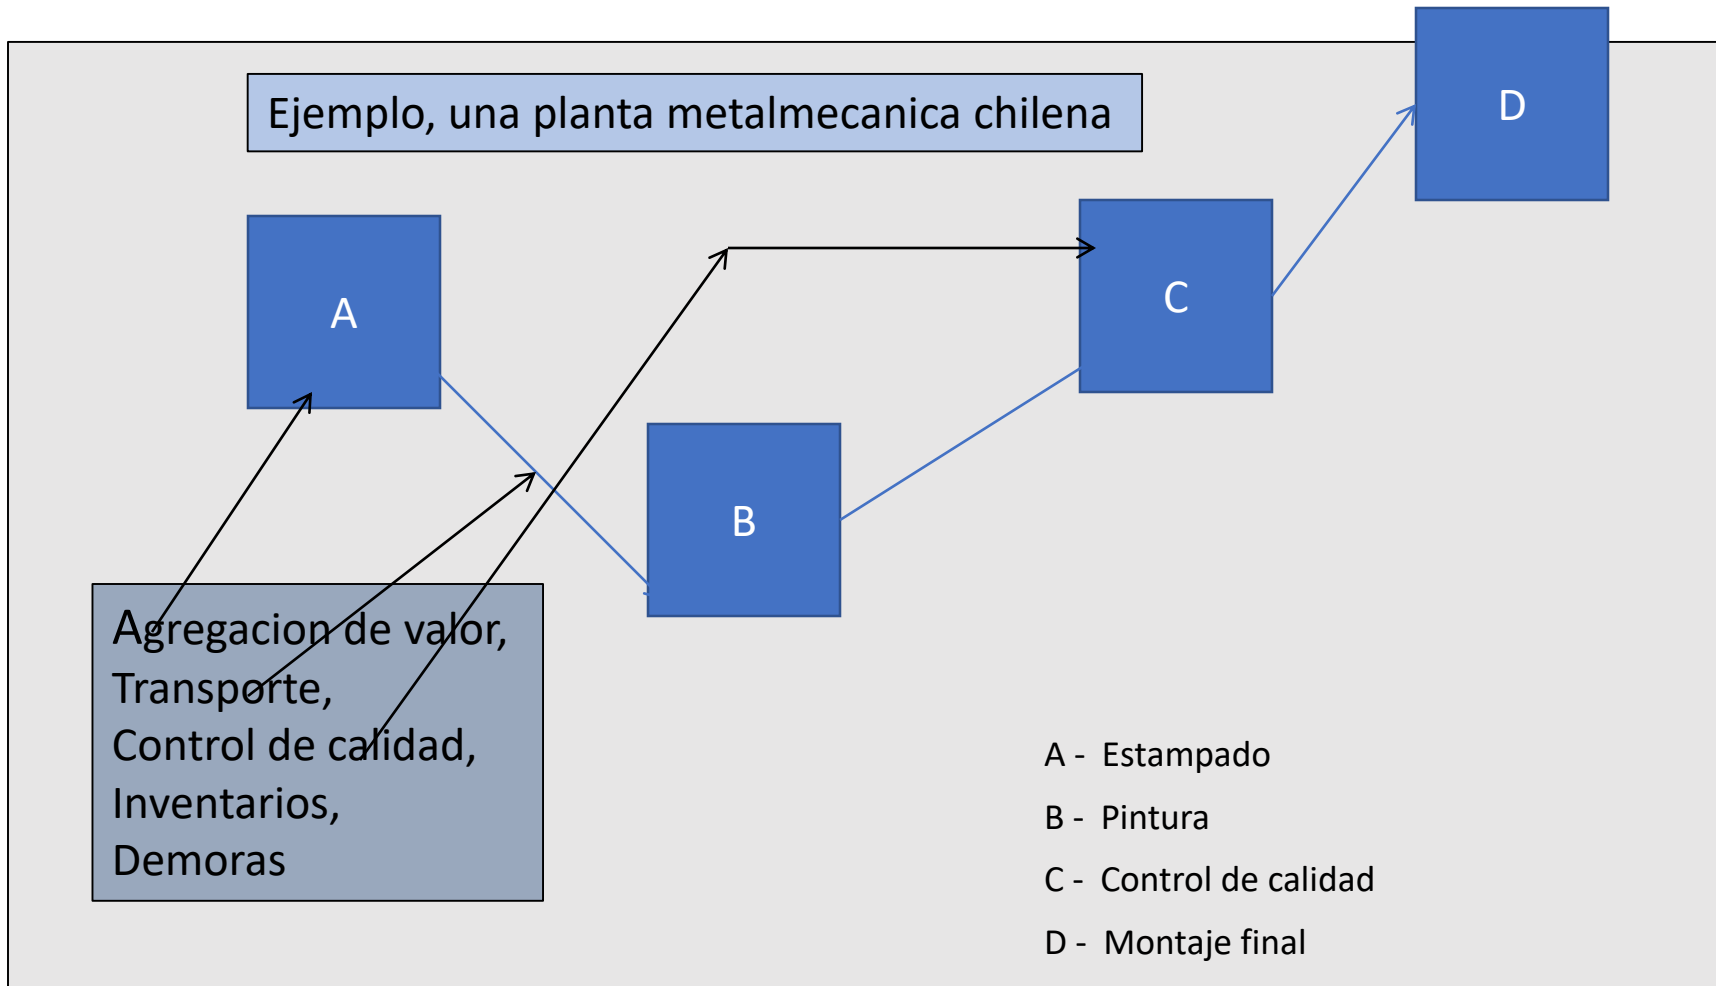 Ejemplo, una planta metalmecanica chilena
D
A
C
B
Agregacion de valor,
Transporte,
Control de calidad,
Inventarios,
Demoras
A - Estampado
B - Pintura
C - Control de calidad
D - Montaje final